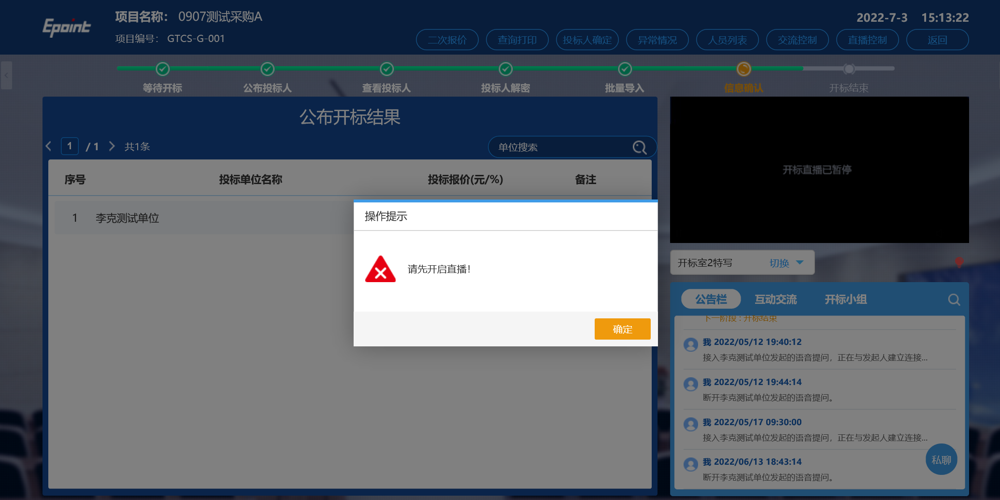 Epoint
项目名称： 0907测试采购A
项目编号： GTCS-G-001
2022-7-3 15:13:22
二次报价 查询打印 投标人确定 异常情况 人员列表 交流控制 直播控制 返回
等待开标 公布投标人 查看投标人 投标人解密 批量导入 信息确认 开标结束
公布开标结果
1 / 1 共1条
单位搜索
序号 投标单位名称 投标报价(元/%) 备注
1 李克测试单位
操作提示
请先开启直播！
确定
开标直播已暂停
开标室2特写 切换
公告栏 互动交流 开标小组
下一阶段：开标结束
我 2022/05/12 19:40:12
接入李克测试单位发起的语音提问，正在与发起人建立连接...
我 2022/05/12 19:44:14
断开李克测试单位发起的语音提问。
我 2022/05/17 09:30:00
接入李克测试单位发起的语音提问，正在与发起人建立连接...
我 2022/06/13 18:43:14
断开李克测试单位发起的语音提问。
私聊